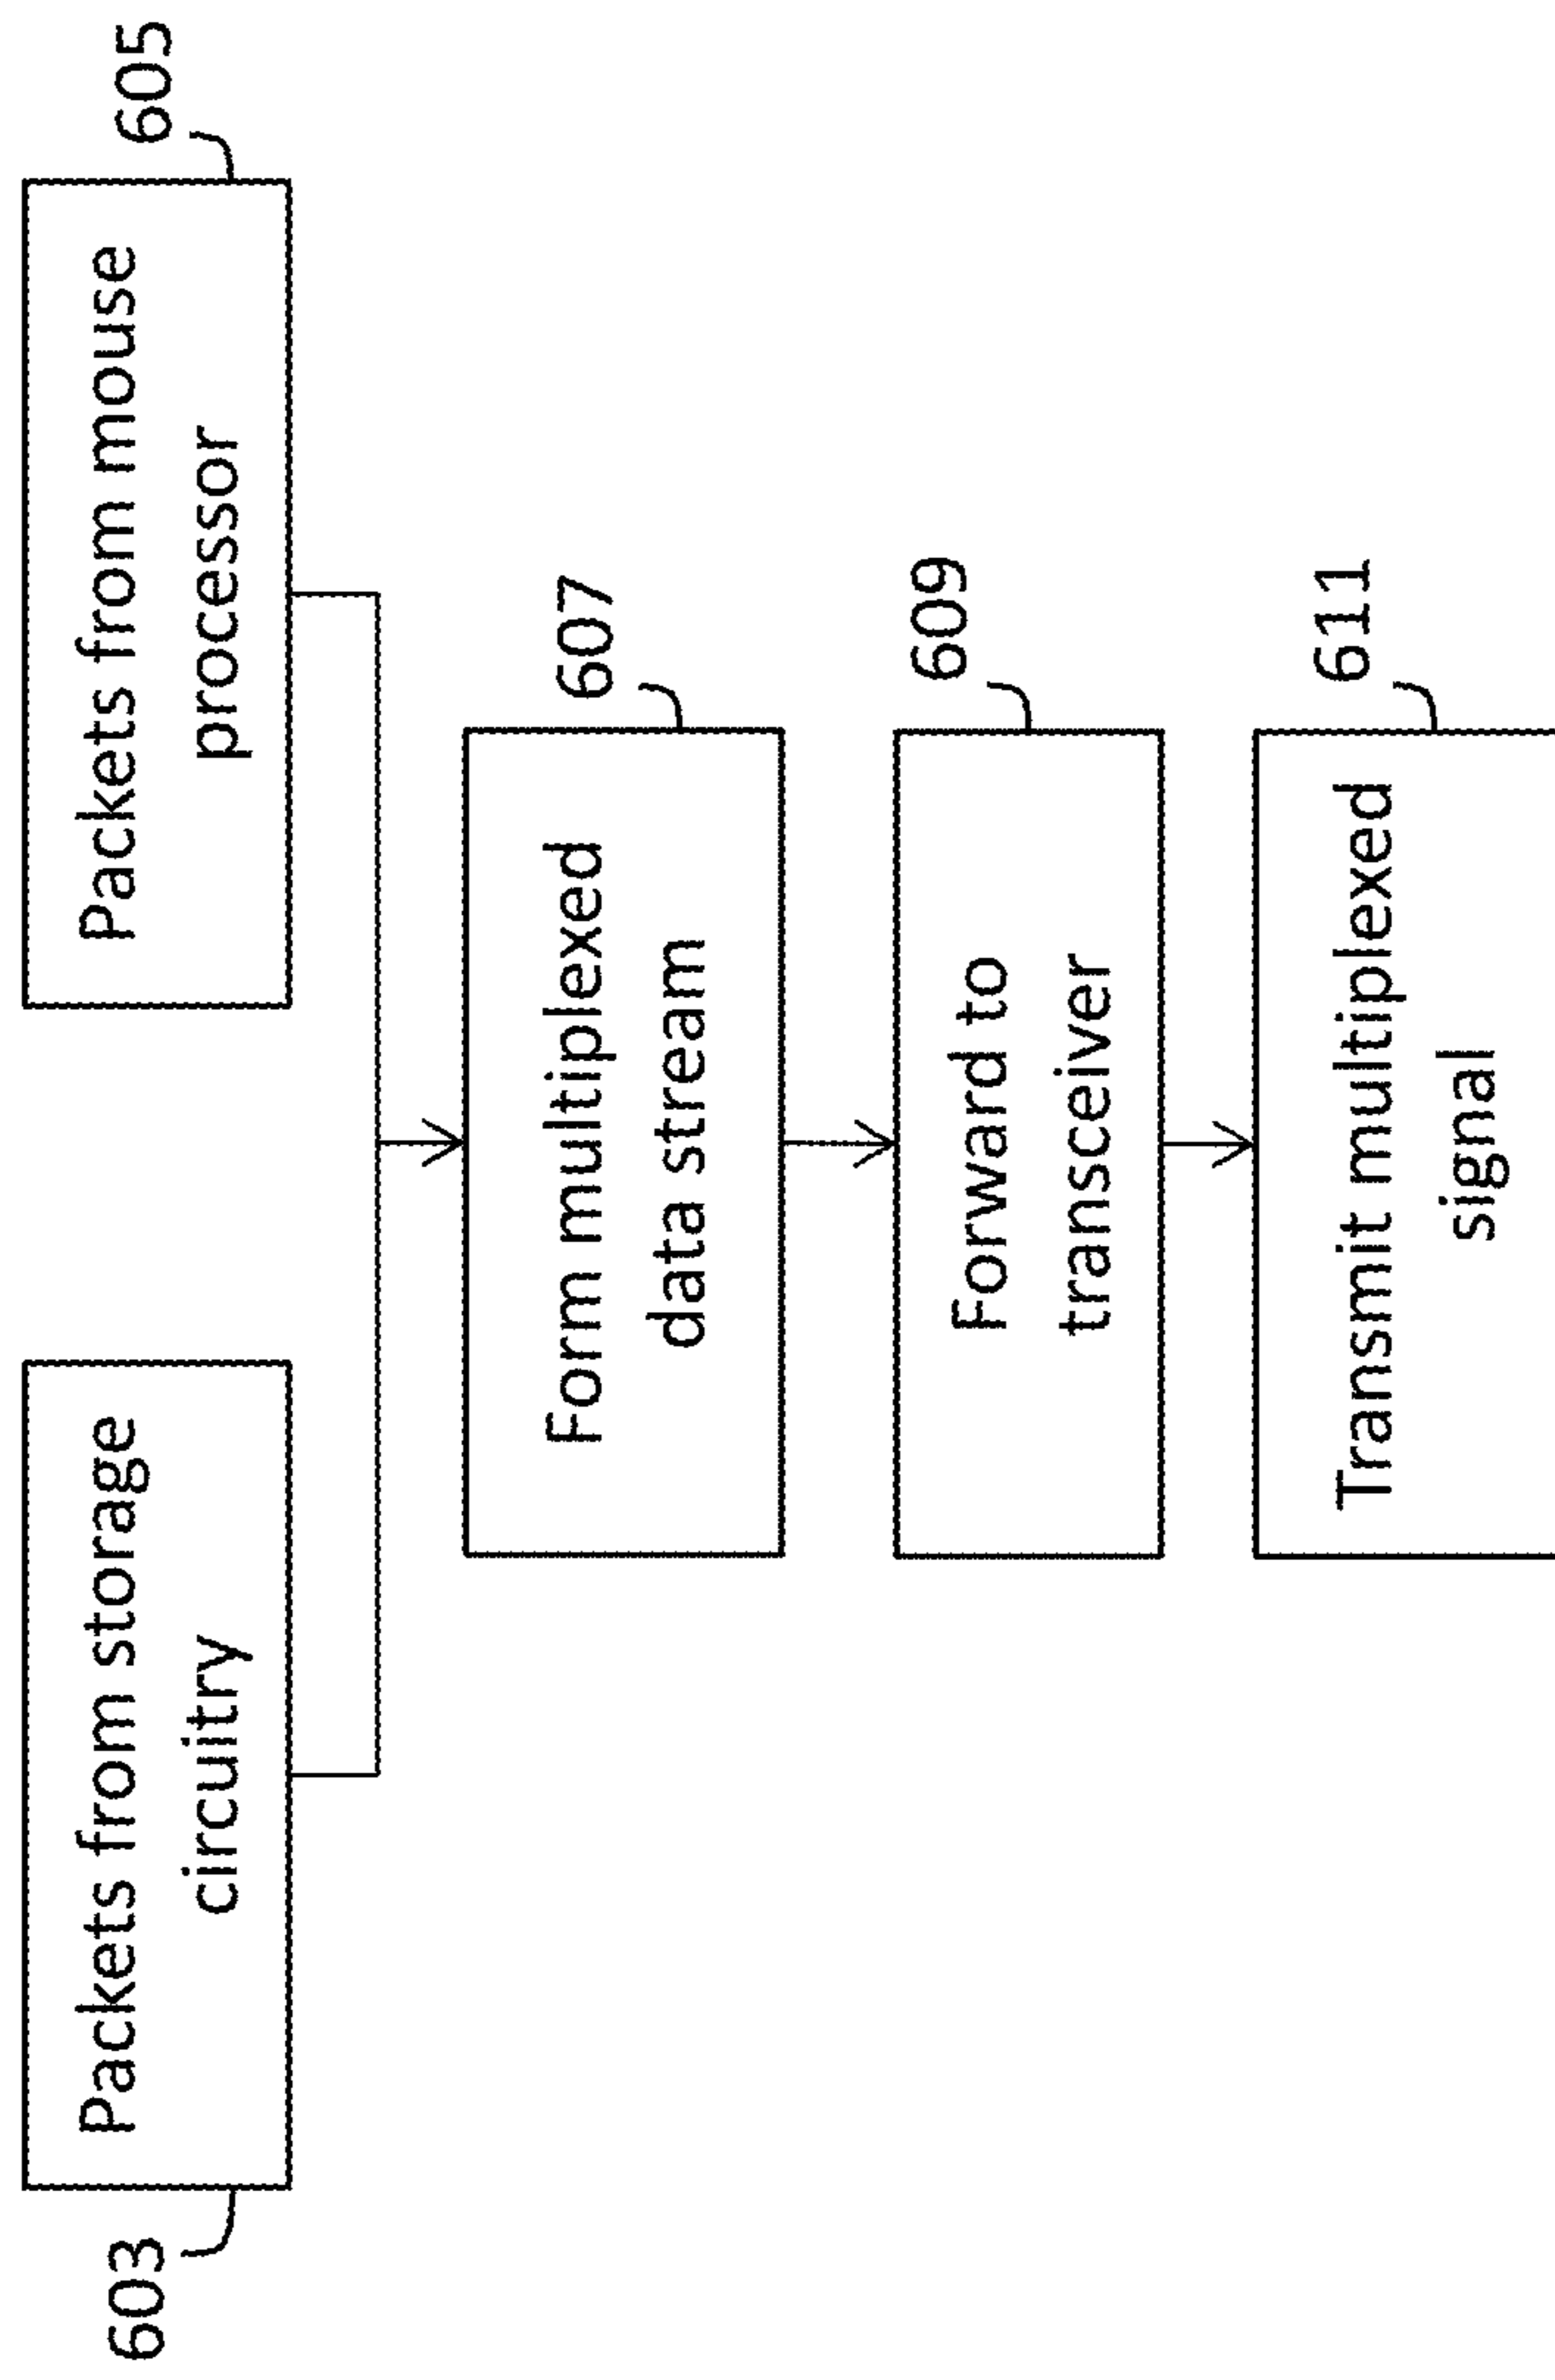 603
Packets from storage
circuitry
Packets from mouse
processor
605
Form multiplexed
data stream
607
Forward to
transceiver
609
Transmit multiplexed
signal
611